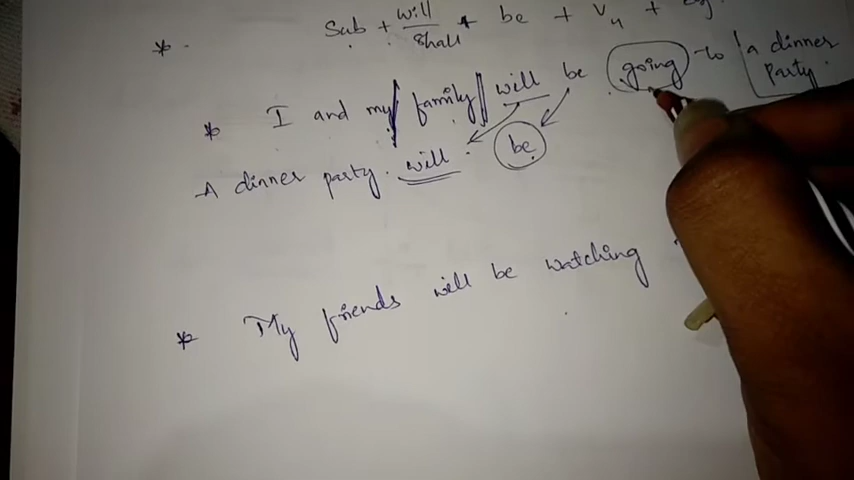 * Sub + will + be + V4 +
Shall
* I and my family will be going to a dinner
party.
A dinner party will be
* My friends will be watching